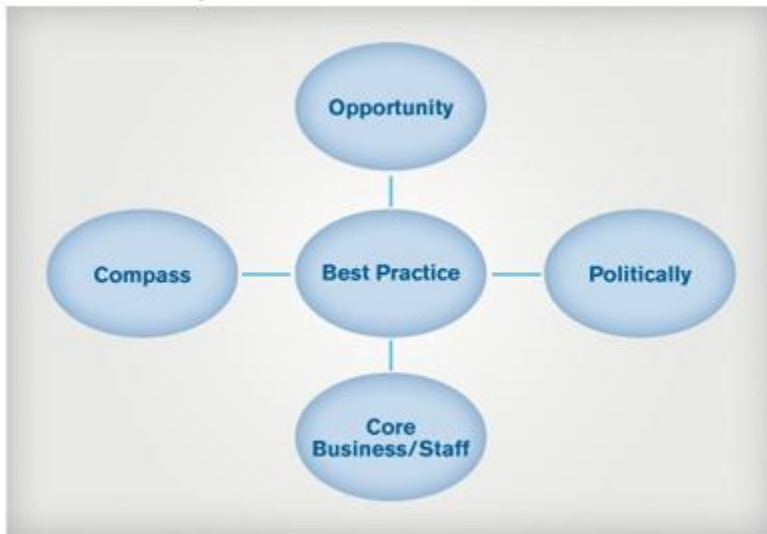 Opportunity
Compass
Best Practice
Politically
Core
Business/Staff